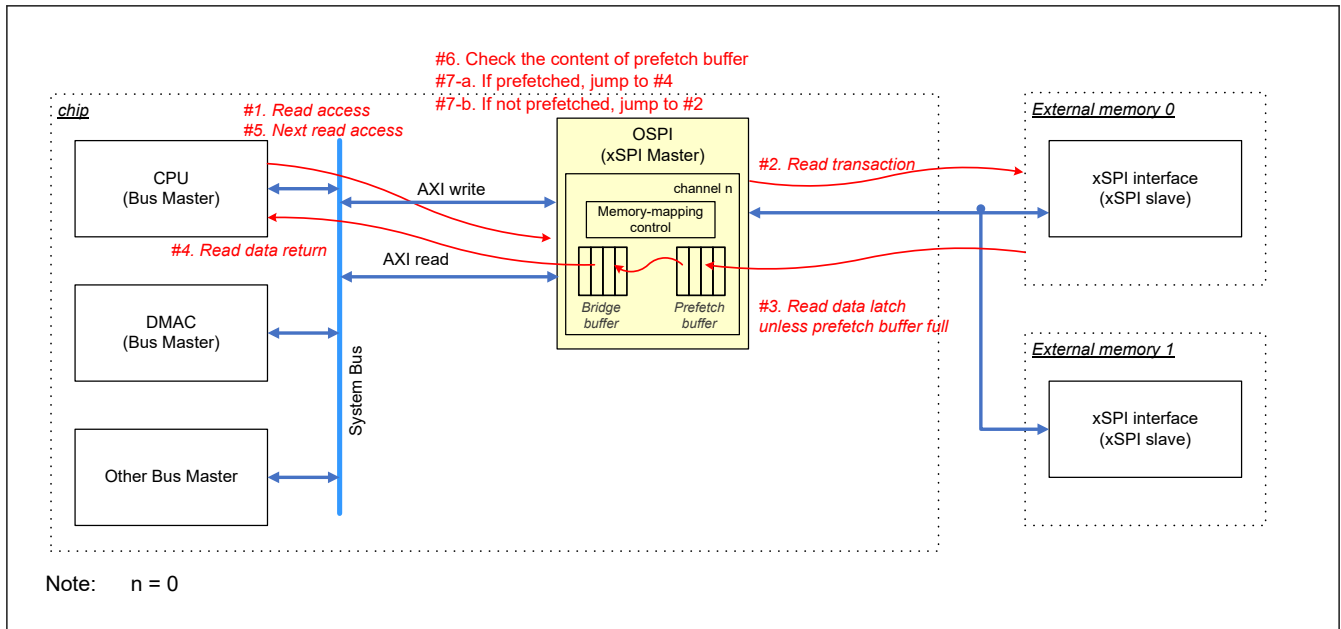 #6. Check the content of prefetch buffer
#7-a. If prefetched, jump to #4
#7-b. If not prefetched, jump to #2
chip
#1. Read access
#5. Next read access
CPU
(Bus Master)
#4. Read data return
DMAC
(Bus Master)
Other Bus Master
System Bus
AXI write
AXI read
OSPI
(xSPI Master)
channel n
Memory-mapping
control
Bridge
buffer
Prefetch
buffer
#2. Read transaction
#3. Read data latch
unless prefetch buffer full
External memory 0
xSPI interface
(xSPI slave)
External memory 1
xSPI interface
(xSPI slave)
Note: n = 0